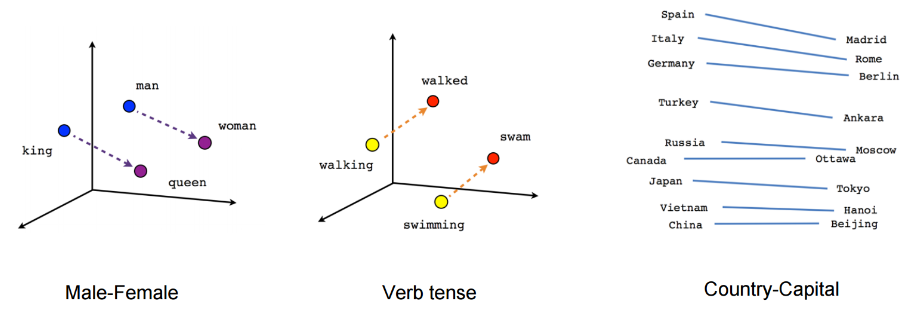 man
woman
king
queen
Male-Female
walked
swam
walking
swimming
Verb tense
Spain
Madrid
Italy
Rome
Germany
Berlin
Turkey
Ankara
Russia
Moscow
Canada
Ottawa
Japan
Tokyo
Vietnam
Hanoi
China
Beijing
Country-Capital